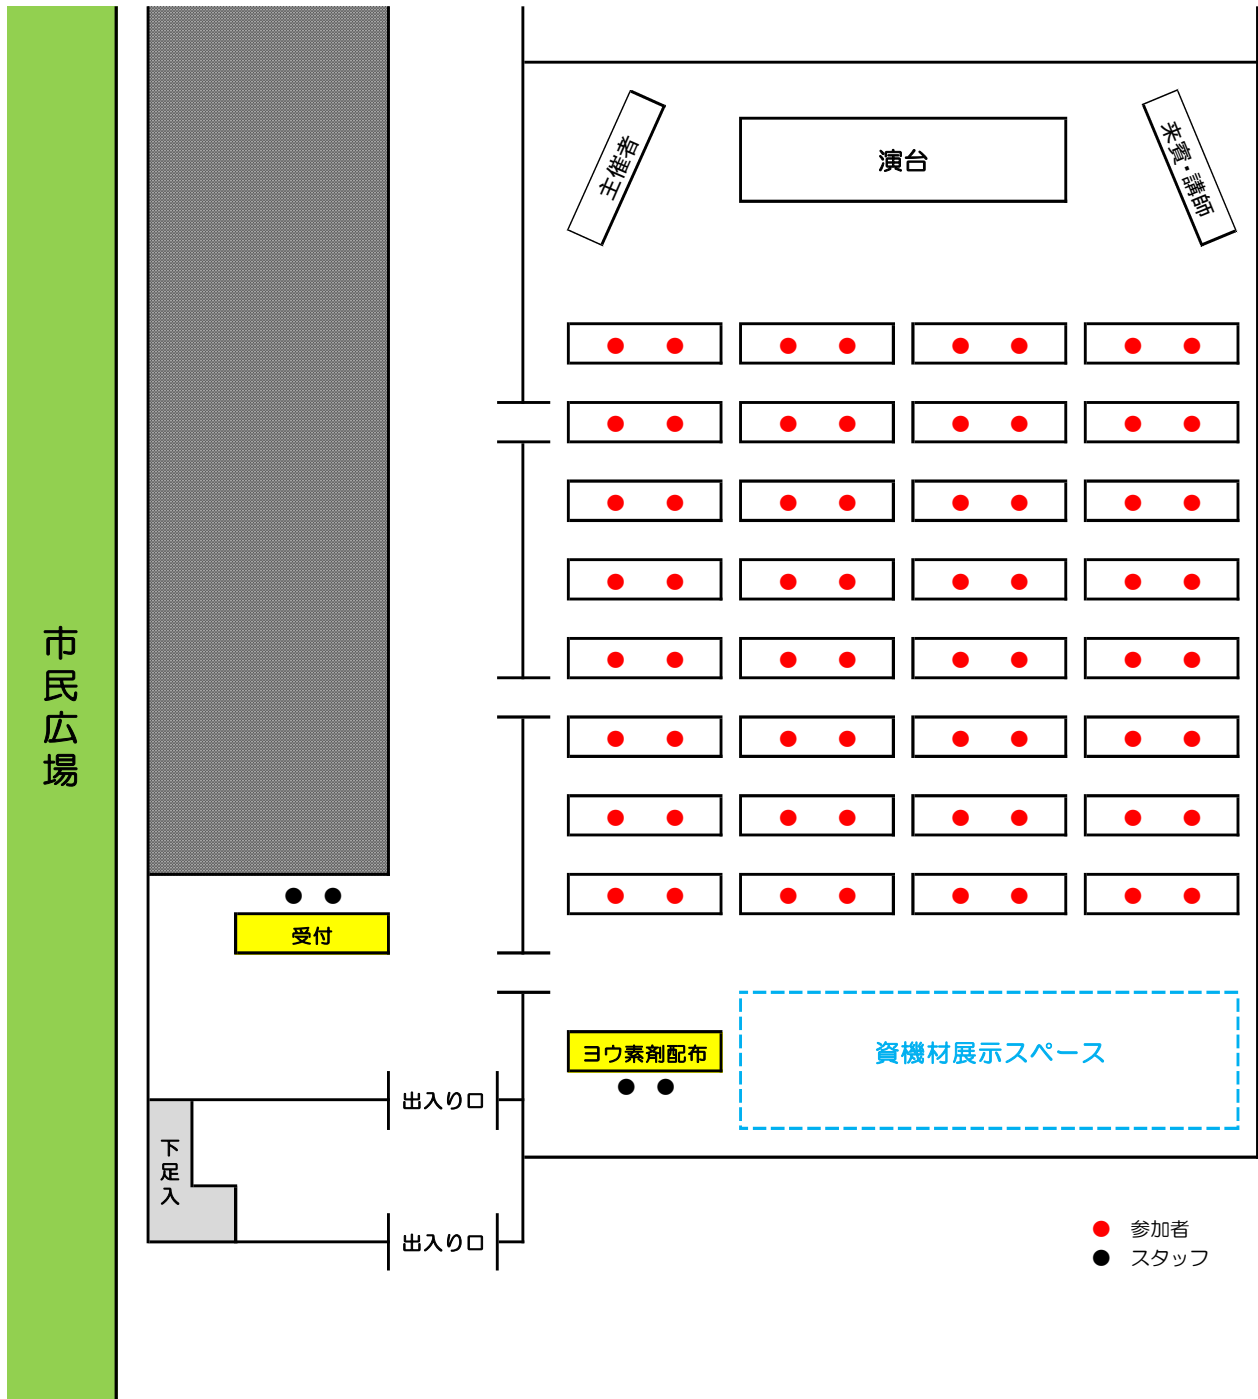 主催者
演台
来賓・講師
市民広場
受付
ヨウ素剤配布
資機材展示スペース
出入り口
下足入
出入り口
参加者
スタッフ